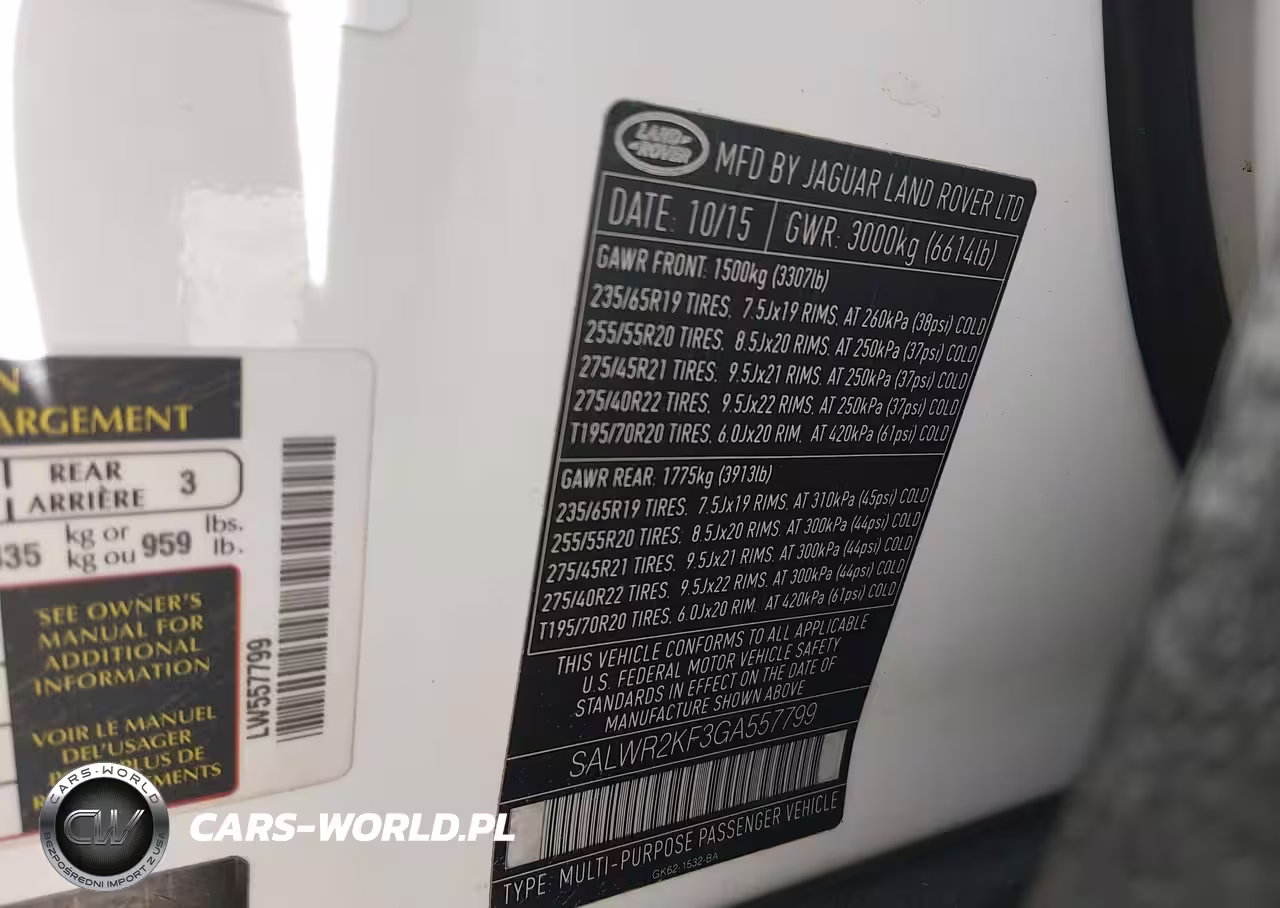 LAND
ROVER
MFD BY JAGUAR LAND ROVER LTD
DATE: 10/15
GWR: 3000kg (6614lb)
GAWR FRONT: 1500kg (3307lb)
235/65R19 TIRES. 7.5Jx19 RIMS. AT 260kPa (38psi) COLD
255/55R20 TIRES. 8.5Jx20 RIMS. AT 250kPa (37psi) COLD
275/45R21 TIRES. 9.5Jx21 RIMS. AT 250kPa (37psi) COLD
275/40R22 TIRES. 9.5Jx22 RIMS. AT 250kPa (37psi) COLD
T195/70R20 TIRES. 6.0Jx20 RIM. AT 420kPa (61psi) COLD
GAWR REAR: 1775kg (3913lb)
235/65R19 TIRES. 7.5Jx19 RIMS. AT 310kPa (45psi) COLD
255/55R20 TIRES. 8.5Jx20 RIMS. AT 300kPa (44psi) COLD
275/45R21 TIRES. 9.5Jx21 RIMS. AT 300kPa (44psi) COLD
275/40R22 TIRES. 9.5Jx22 RIMS. AT 300kPa (44psi) COLD
T195/70R20 TIRES. 6.0Jx20 RIM. AT 420kPa (61psi) COLD
THIS VEHICLE CONFORMS TO ALL APPLICABLE
U.S. FEDERAL MOTOR VEHICLE SAFETY
STANDARDS IN EFFECT ON THE DATE OF
MANUFACTURE SHOWN ABOVE
SALWR2KF3GA557799
TYPE: MULTI-PURPOSE PASSENGER VEHICLE
GK62-1532-BA
N
ARGEMENT
REAR
ARRIÈRE 3
435 kg or 959 lbs.
kg ou lb.
SEE OWNER'S
MANUAL FOR
ADDITIONAL
INFORMATION
VOIR LE MANUEL
DEL'USAGER
PLUS DE
LW557799
CARS-WORLD
CW
BEZPOŚREDNI IMPORT Z USA
CARS-WORLD.PL